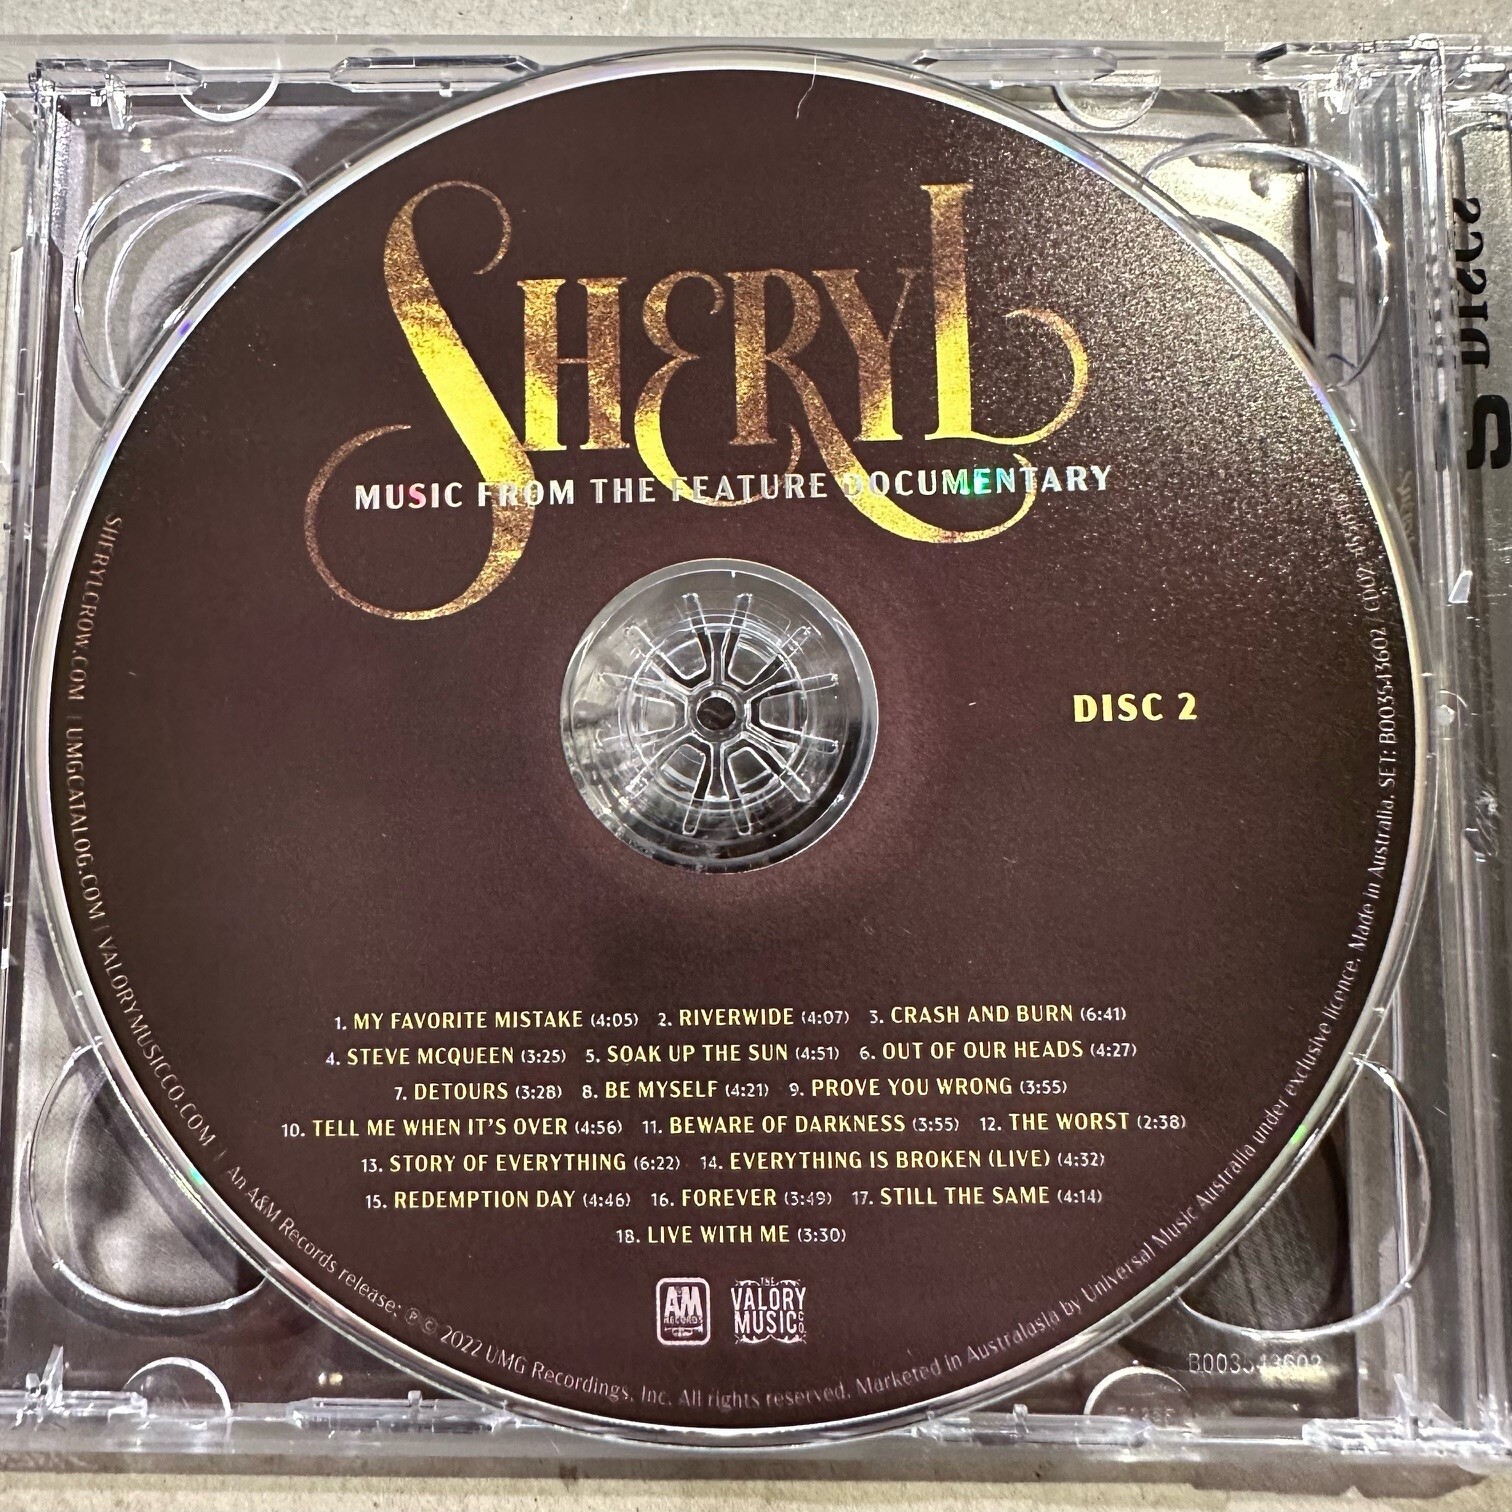 SHERYL
MUSIC FROM THE FEATURE DOCUMENTARY
DISC 2
1. MY FAVORITE MISTAKE (4:05) 2. RIVERWIDE (4:07) 3. CRASH AND BURN (6:41)
4. STEVE MCQUEEN (3:25) 5. SOAK UP THE SUN (4:51) 6. OUT OF OUR HEADS (4:27)
7. DETOURS (3:28) 8. BE MYSELF (4:21) 9. PROVE YOU WRONG (3:55)
10. TELL ME WHEN IT'S OVER (4:56) 11. BEWARE OF DARKNESS (3:55) 12. THE WORST (2:38)
13. STORY OF EVERYTHING (6:22) 14. EVERYTHING IS BROKEN (LIVE) (4:32)
15. REDEMPTION DAY (4:46) 16. FOREVER (3:49) 17. STILL THE SAME (4:14)
18. LIVE WITH ME (3:30)
A&M RECORDS
THE VALORY MUSIC CO
SHERYLCROW.COM | UMGCATALOG.COM | VALORYMUSICCO.COM | An A&M Records release; ℗ © 2022 UMG Recordings, Inc. All rights reserved. Marketed in Australasia by Universal Music Australia under exclusive licence. Made in Australia. SET: B003543602 / CD02
B003543602